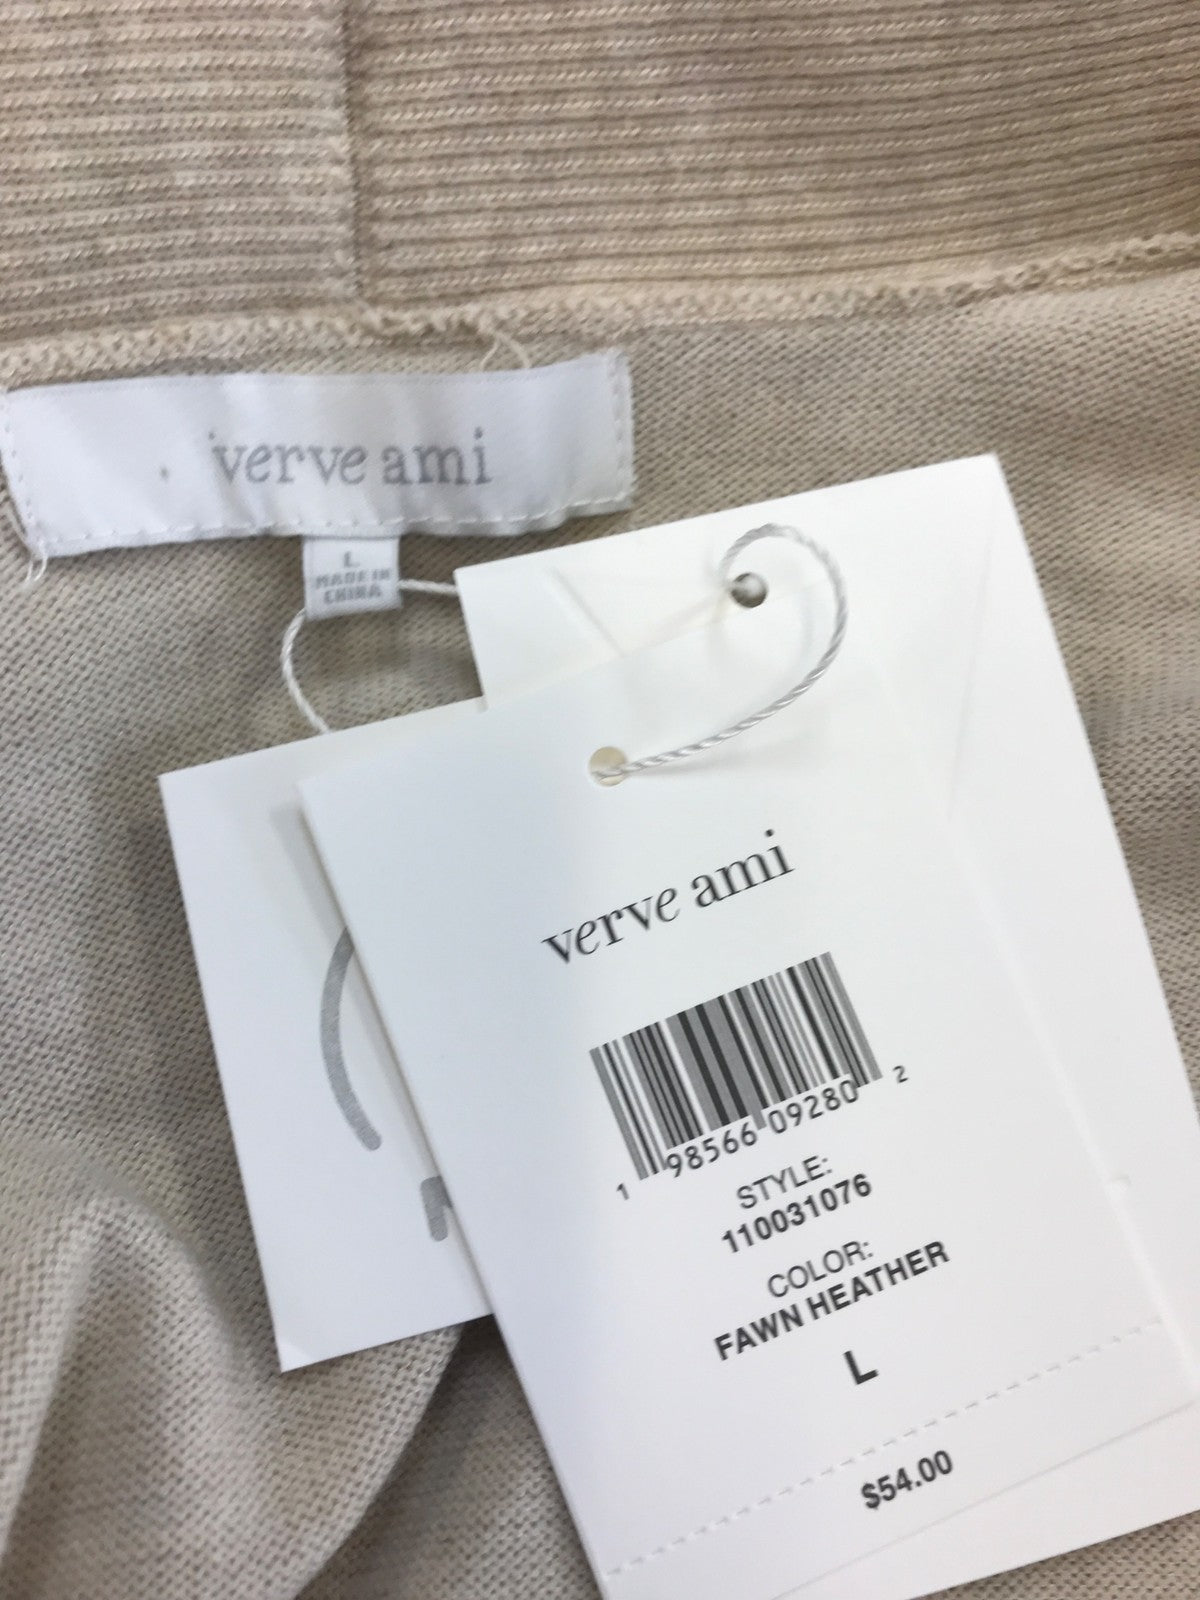 verve ami
L
MADE IN
CHINA
verve ami
1 98566 09280 2
STYLE:
110031076
COLOR:
FAWN HEATHER
L
$54.00